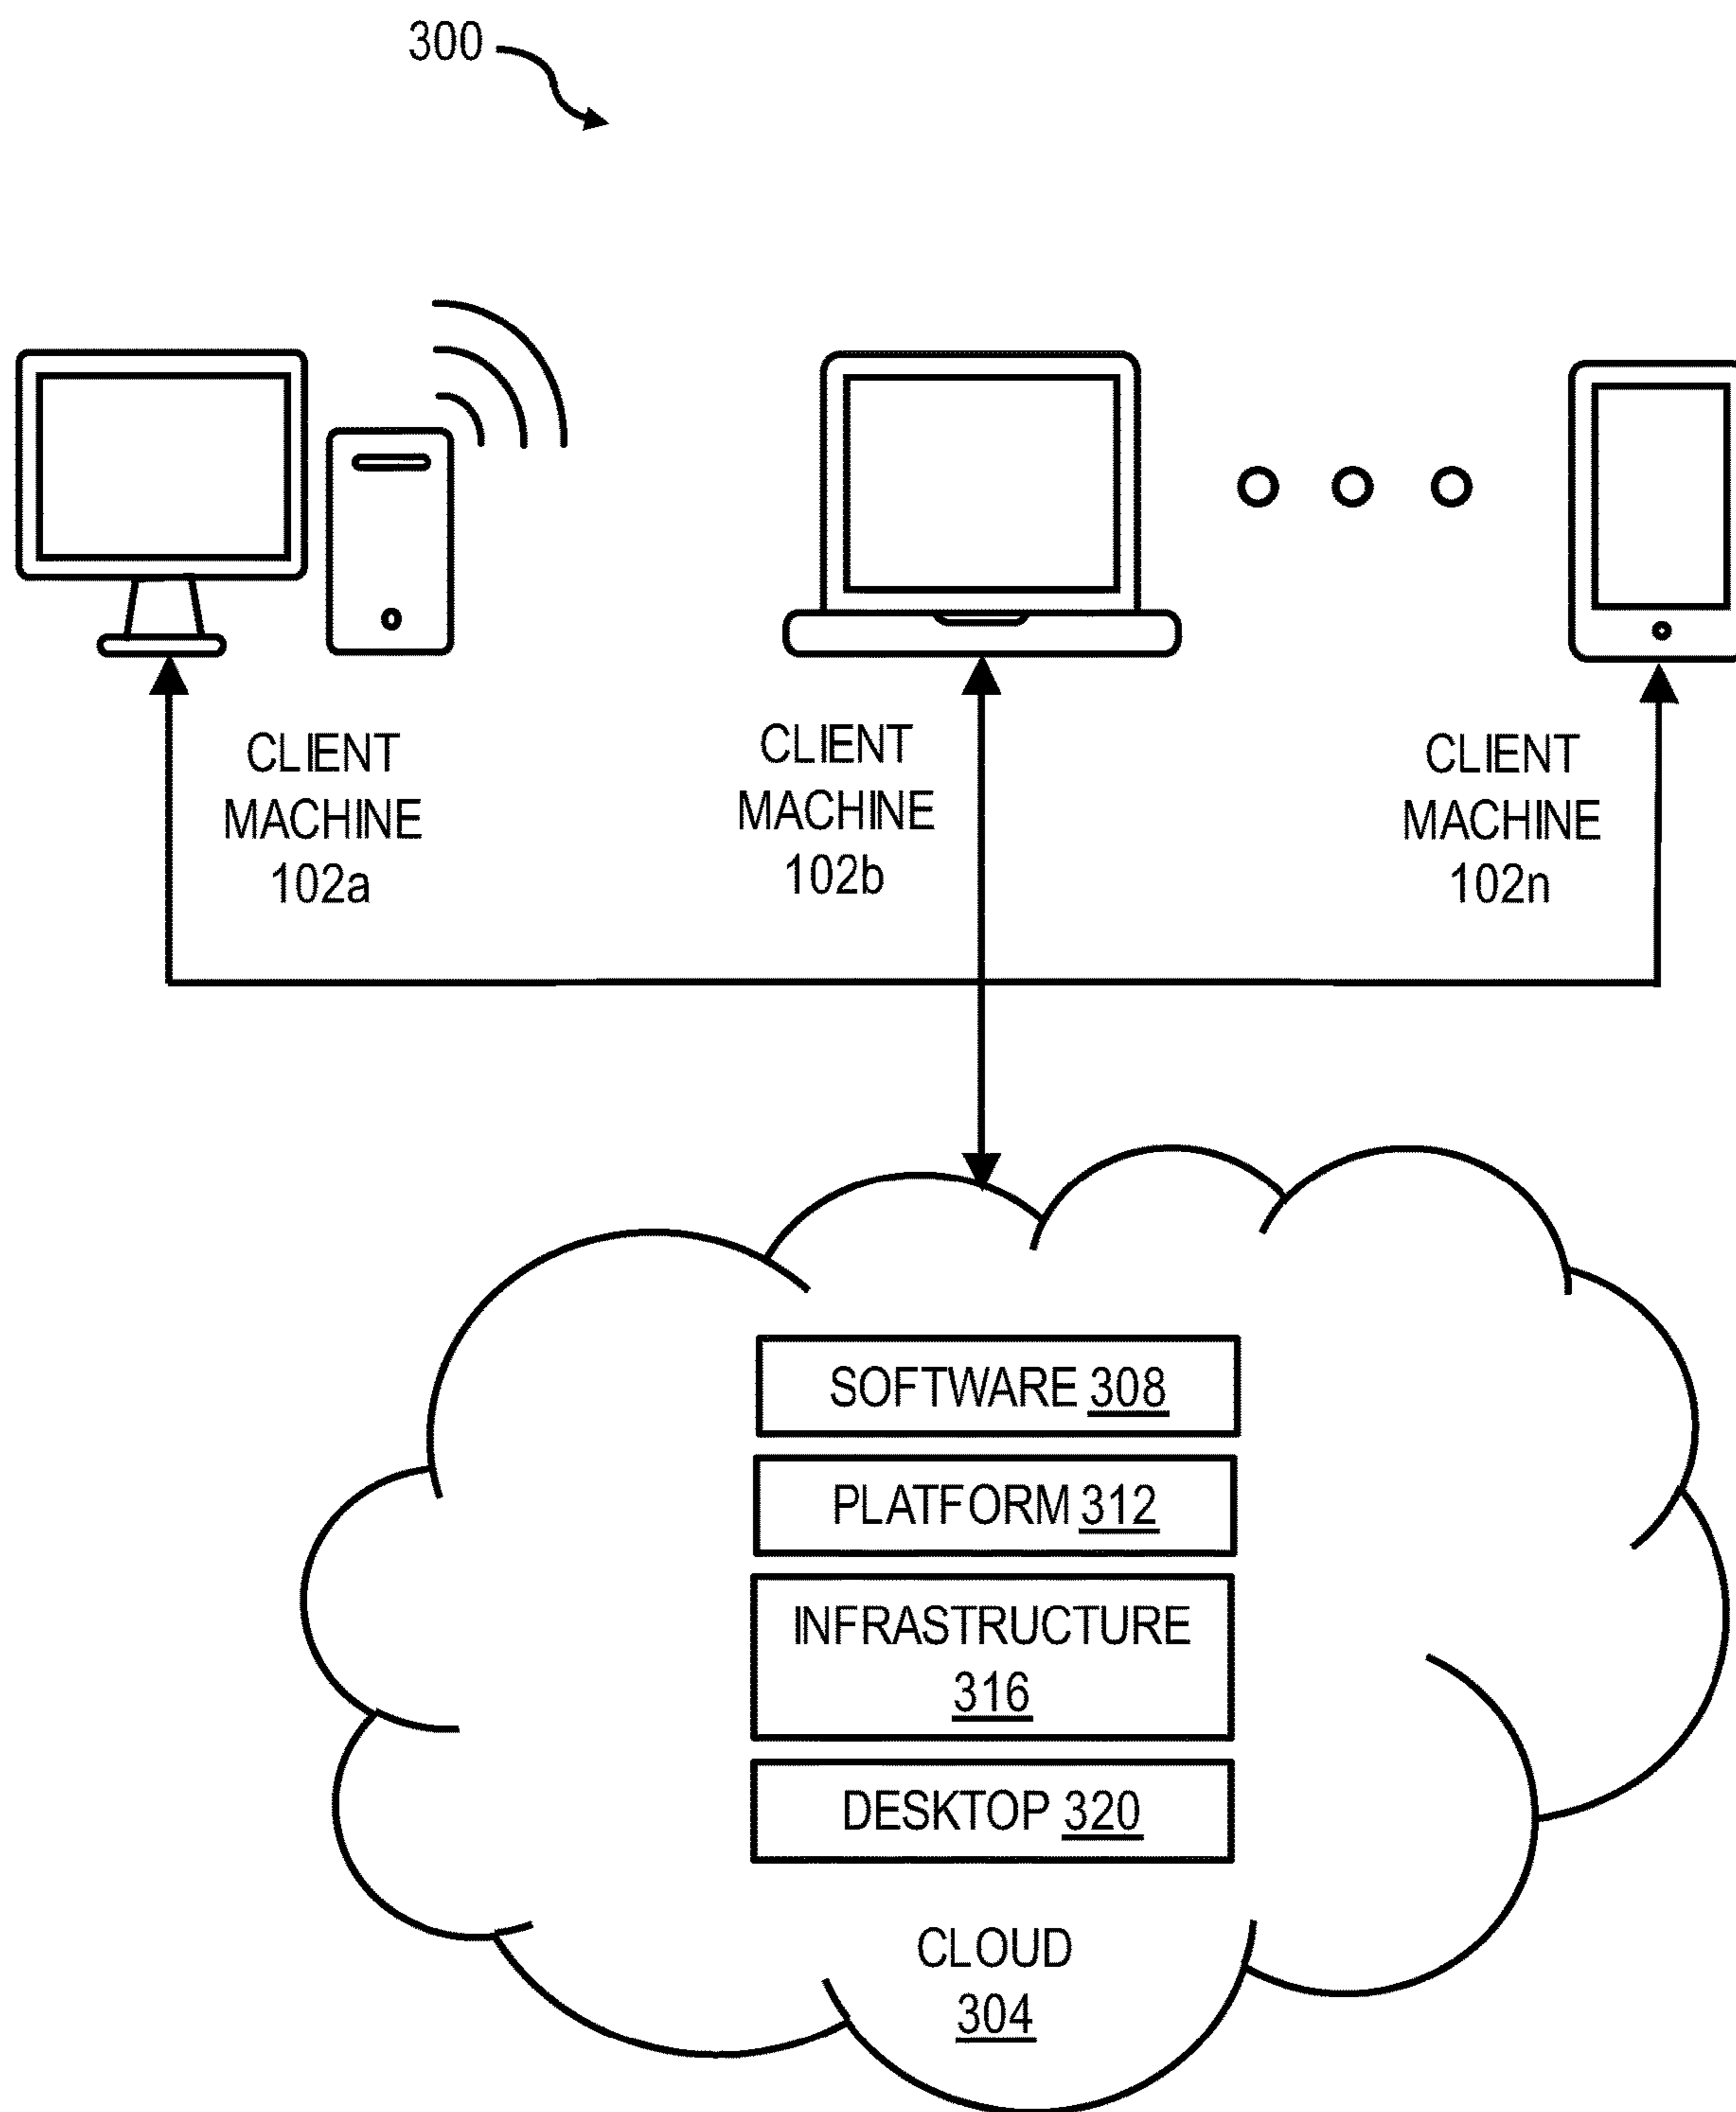 300
CLIENT
MACHINE
102a
CLIENT
MACHINE
102b
CLIENT
MACHINE
102n
SOFTWARE 308
PLATFORM 312
INFRASTRUCTURE
316
DESKTOP 320
CLOUD
304